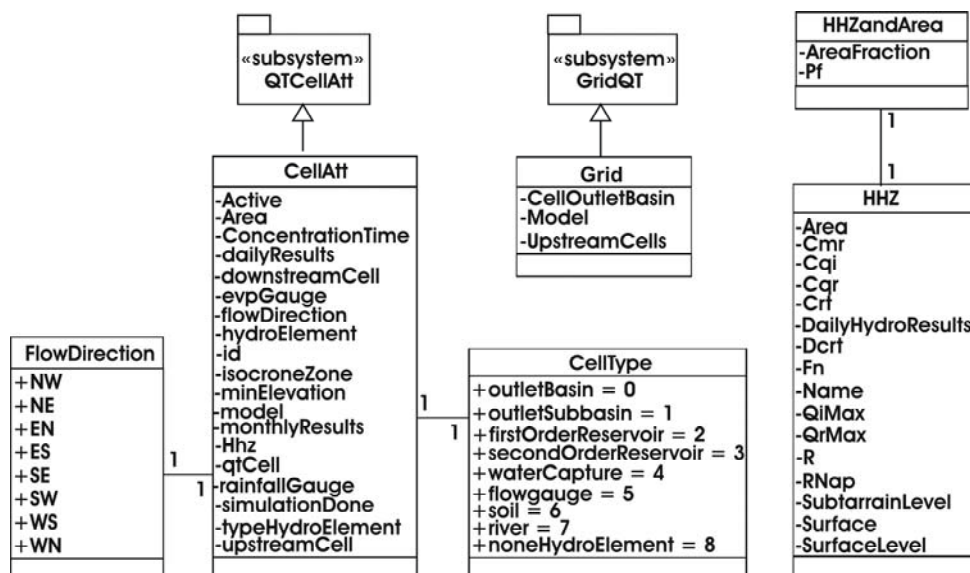 «subsystem»
QTCellAtt
CellAtt
-Active
-Area
-ConcentrationTime
-dailyResults
-downstreamCell
-evpGauge
-flowDirection
-hydroElement
-id
-isocroneZone
-minElevation
-model
-monthlyResults
-Hhz
-qtCell
-rainfallGauge
-simulationDone
-typeHydroElement
-upstreamCell
FlowDirection
+NW
+NE
+EN
+ES
+SE
+SW
+WS
+WN
1
1
«subsystem»
GridQT
Grid
-CellOutletBasin
-Model
-UpstreamCells
1
1
CellType
+outletBasin = 0
+outletSubbasin = 1
+firstOrderReservoir = 2
+secondOrderReservoir = 3
+waterCapture = 4
+flowgauge = 5
+soil = 6
+river = 7
+noneHydroElement = 8
HHZandArea
-AreaFraction
-Pf
1
1
HHZ
-Area
-Cmr
-Cqi
-Cqr
-Crt
-DailyHydroResults
-Dcrt
-Fn
-Name
-QiMax
-QrMax
-R
-RNap
-SubtarrainLevel
-Surface
-SurfaceLevel